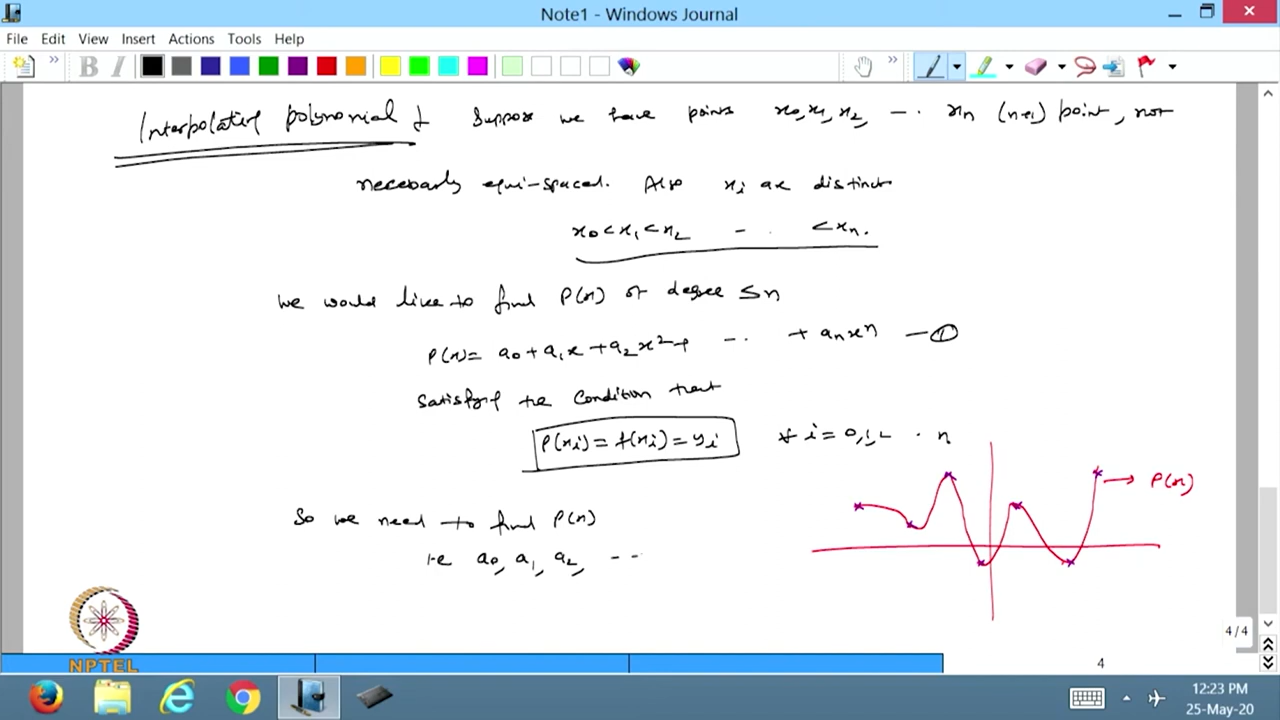 Note1 - Windows Journal
File Edit View Insert Actions Tools Help
Interpolating polynomial : Suppose we have points x₀, x₁, x₂, - - . xₙ (n+1) point, not
necessarily equi-spaced. Also xᵢ are distinct
x₀ < x₁ < x₂ - . . < xₙ.
We would like to find P(x) of degree ≤ n
P(x) = a₀ + a₁x + a₂x² + - - . + aₙxⁿ — ①
Satisfying the condition that
P(xᵢ) = f(xᵢ) = yᵢ ∀ i = 0, 1, 2 . n
→ P(x)
So we need to find P(x)
i.e a₀, a₁, a₂, - -
4 / 4
NPTEL
4
12:23 PM
25-May-20